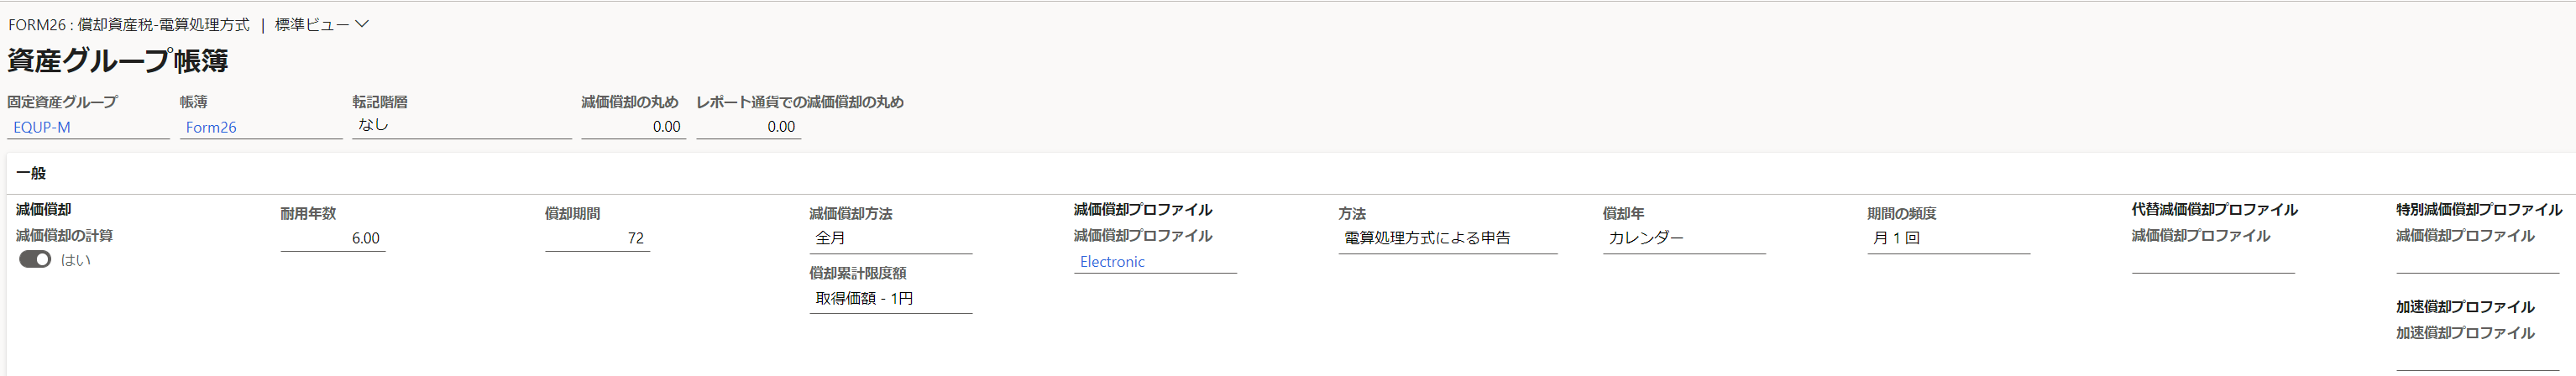 FORM26 : 償却資産税-電算処理方式 | 標準ビュー
資産グループ帳簿
固定資産グループ 帳簿 転記階層 減価償却の丸め レポート通貨での減価償却の丸め
EQUP-M Form26 なし 0.00 0.00
一般
減価償却
減価償却の計算
はい
耐用年数
6.00
償却期間
72
減価償却方法
全月
償却累計限度額
取得価額 - 1円
減価償却プロファイル
減価償却プロファイル
Electronic
方法
電算処理方式による申告
償却年
カレンダー
期間の頻度
月 1 回
代替減価償却プロファイル
減価償却プロファイル
特別減価償却プロファイル
減価償却プロファイル
加速償却プロファイル
加速償却プロファイル